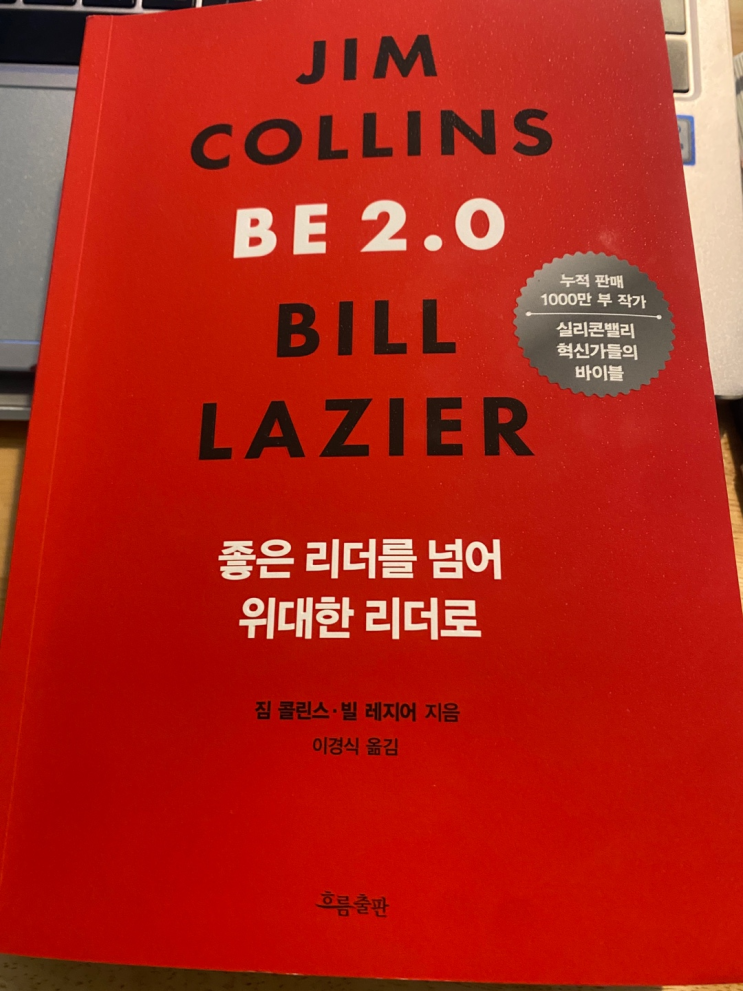 JIM
COLLINS
BE 2.0
BILL
LAZIER
누적 판매
1000만 부 작가
실리콘밸리
혁신가들의
바이블
좋은 리더를 넘어
위대한 리더로
짐 콜린스·빌 레지어 지음
이경식 옮김
흐름출판